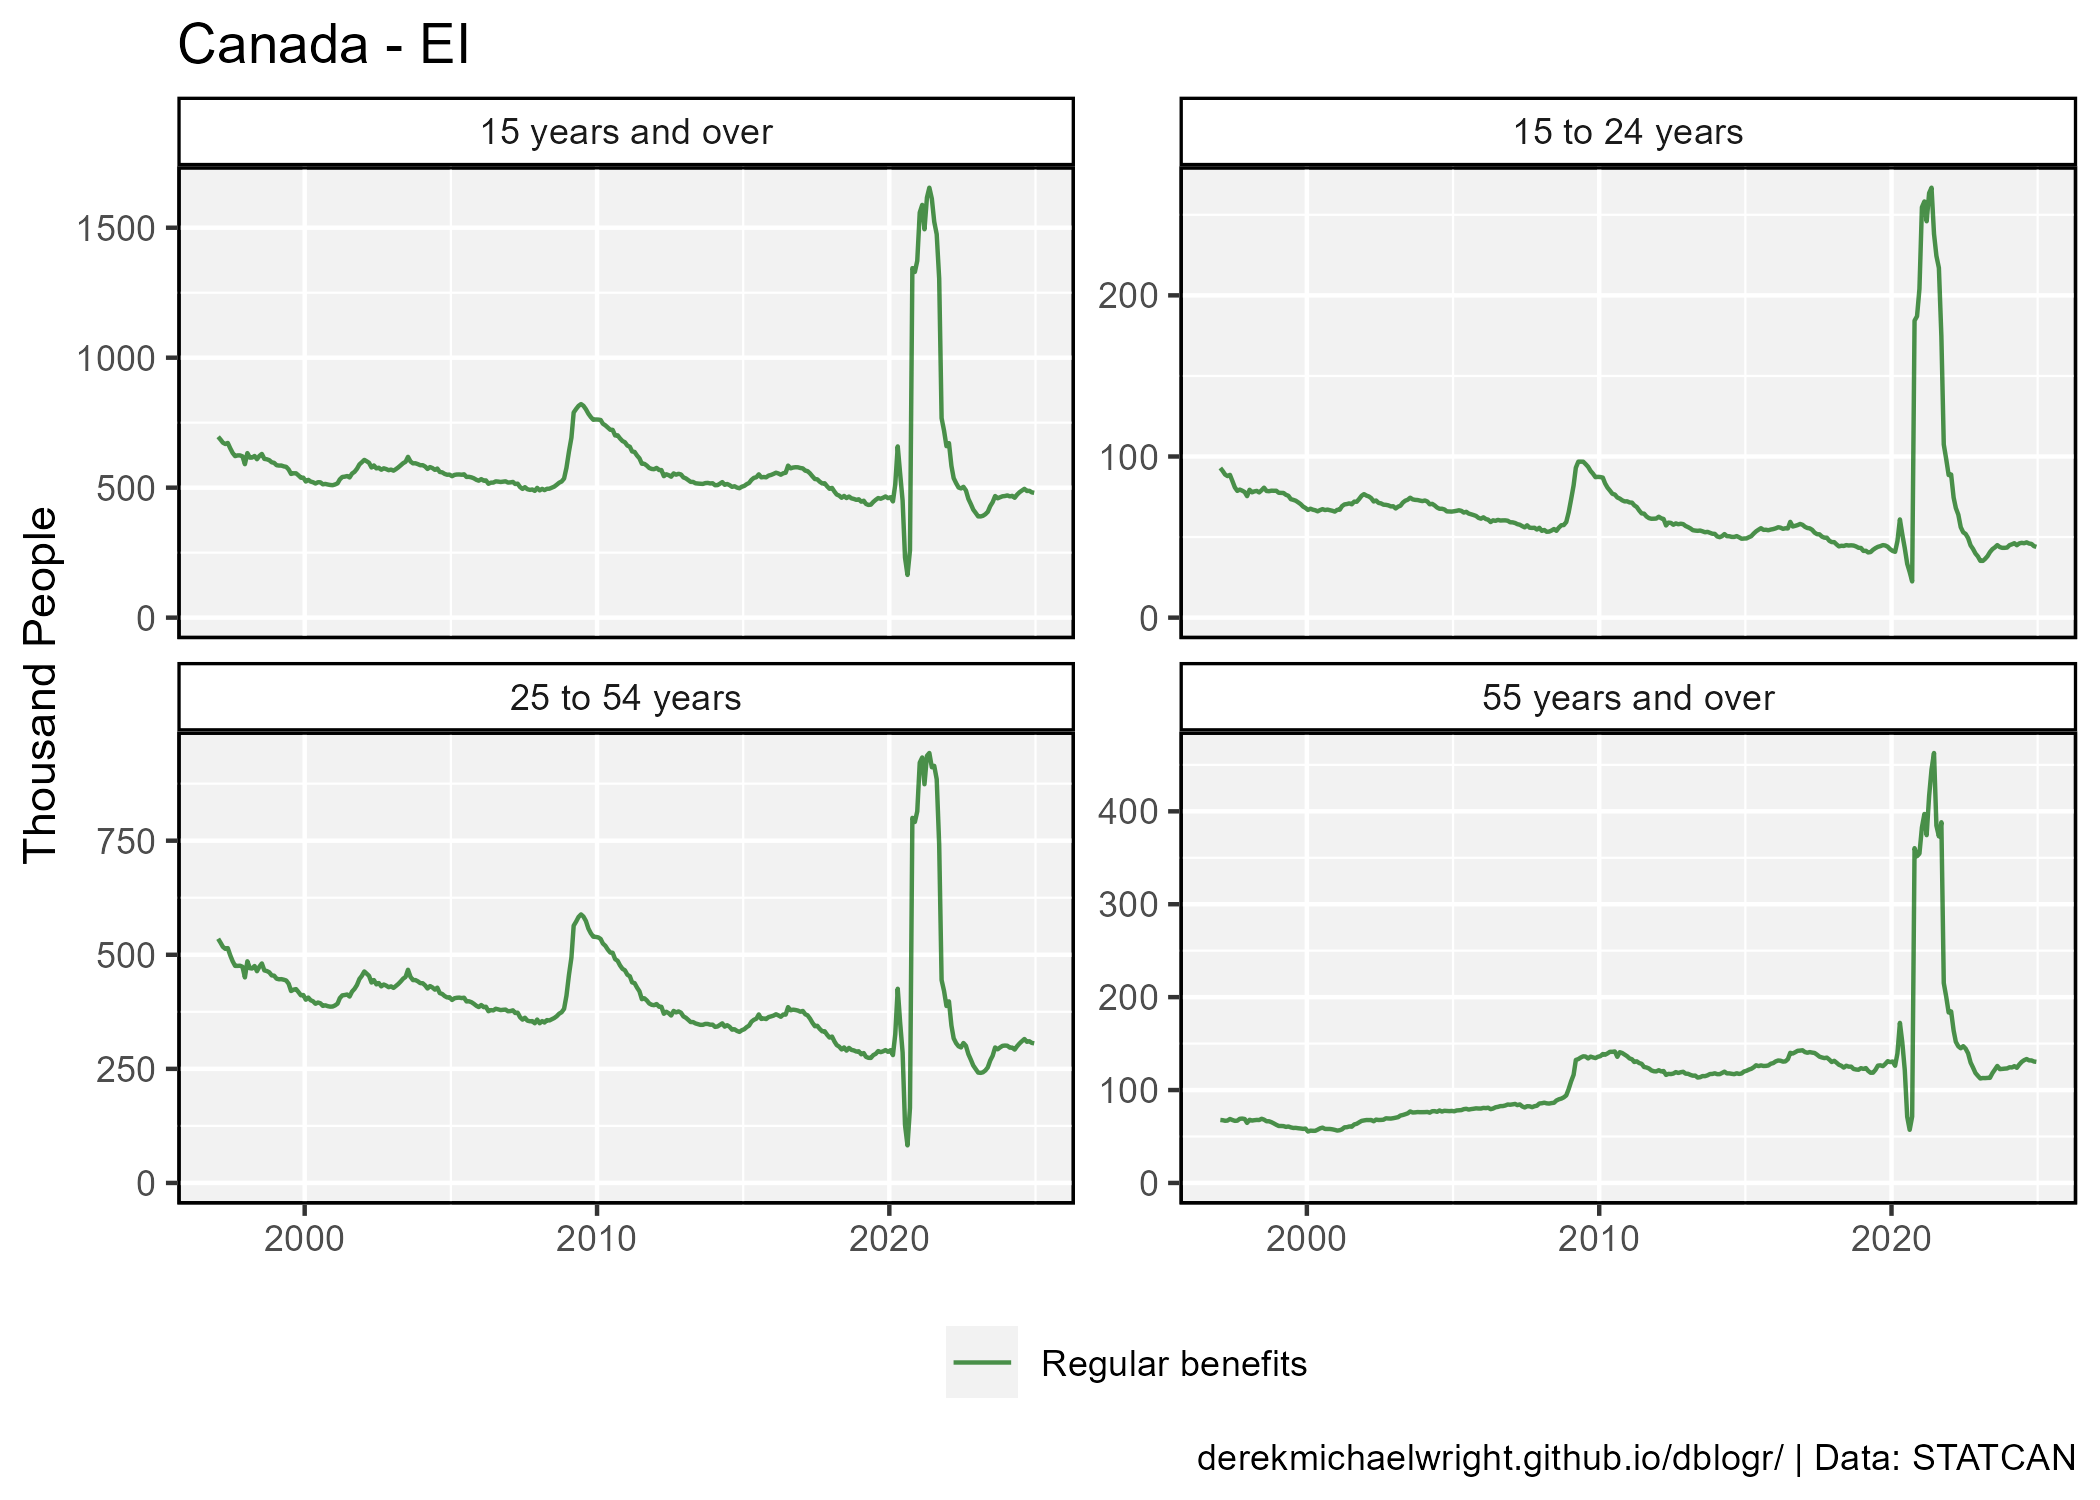 Canada - EI
Thousand People
15 years and over
1500
1000
500
0
15 to 24 years
200
100
0
25 to 54 years
750
500
250
0
2000 2010 2020
55 years and over
400
300
200
100
0
2000 2010 2020
Regular benefits
derekmichaelwright.github.io/dblogr/ | Data: STATCAN